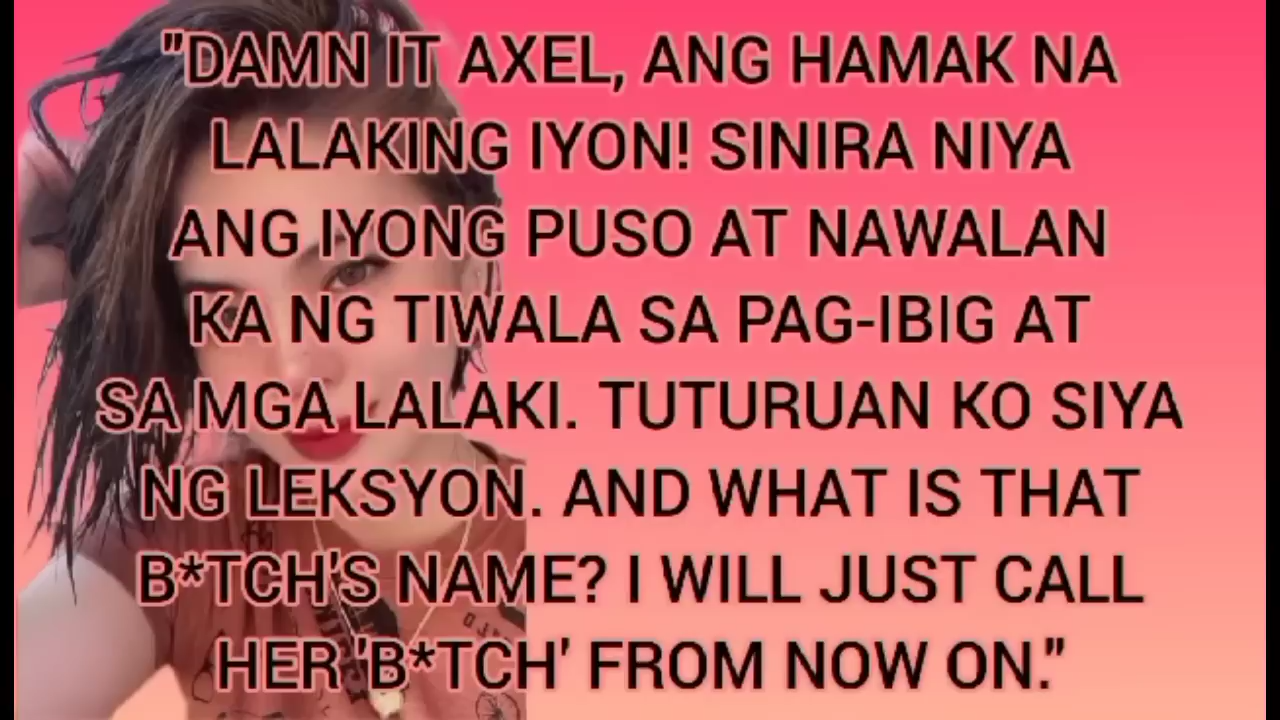 "DAMN IT AXEL, ANG HAMAK NA
LALAKING IYON! SINIRA NIYA
ANG IYONG PUSO AT NAWALAN
KA NG TIWALA SA PAG-IBIG AT
SA MGA LALAKI. TUTURUAN KO SIYA
NG LEKSYON. AND WHAT IS THAT
B*TCH'S NAME? I WILL JUST CALL
HER 'B*TCH' FROM NOW ON."